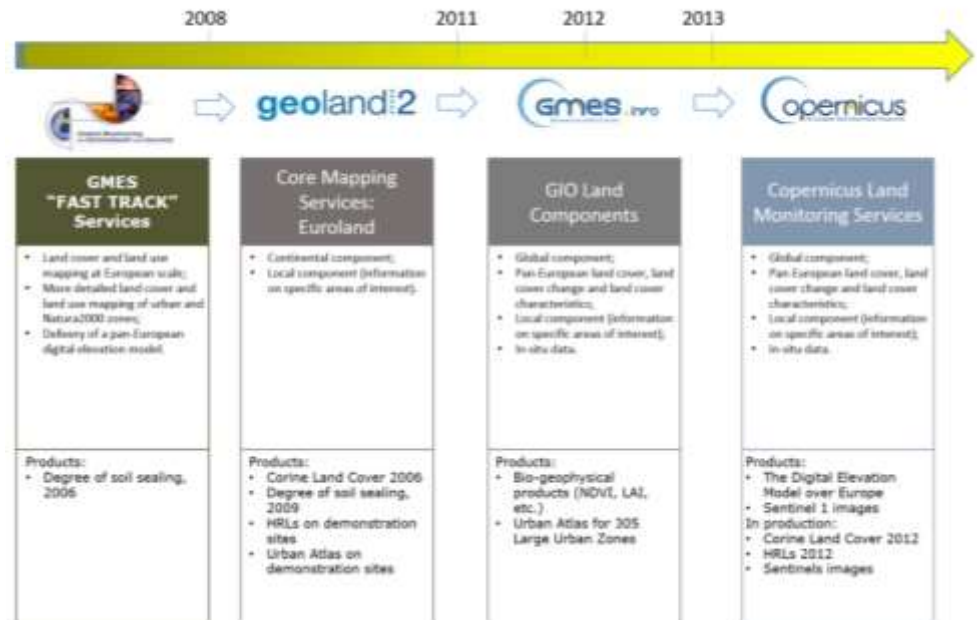 2008
2011
2012
2013
geoland2
Gmes.info
Copernicus
GMES
"FAST TRACK"
Services
• Land cover and land use
mapping at European scale;
• More detailed land cover and
land use mapping of urban and
Natura2000 zones;
• Delivery of a pan-European
digital elevation model.
Products:
• Degree of soil sealing,
2006
Core Mapping
Services:
Euroland
• Continental component;
• Local component (information
on specific areas of interest).
Products:
• Corine Land Cover 2006
• Degree of soil sealing,
2009
• HRLs on demonstration
sites
• Urban Atlas on
demonstration sites
GIO Land
Components
• Global component;
• Pan-European land cover, land
cover change and land cover
characteristics;
• Local component (information
on specific areas of interest);
• In-situ data.
Products:
• Bio-geophysical
products (NDVI, LAI,
etc.)
• Urban Atlas for 305
Large Urban Zones
Copernicus Land
Monitoring Services
• Global component;
• Pan-European land cover, land
cover change and land cover
characteristics;
• Local component (information
on specific areas of interest);
• In-situ data.
Products:
• The Digital Elevation
Model over Europe
• Sentinel 1 images
In production:
• Corine Land Cover 2012
• HRLs 2012
• Sentinels images